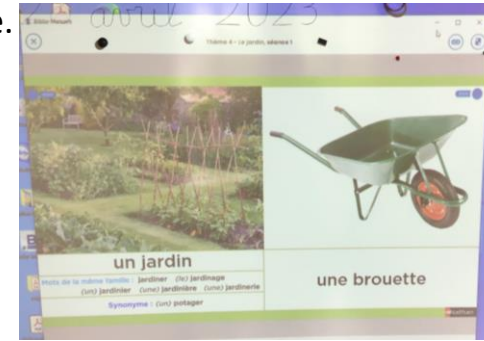 e.
avril 2023
Thème 4 - Le jardin, séance 1
un jardin
Mots de la même famille : jardiner (le) jardinage
(un) jardinier (une) jardinière (une) jardinerie
Synonyme : (un) potager
une brouette